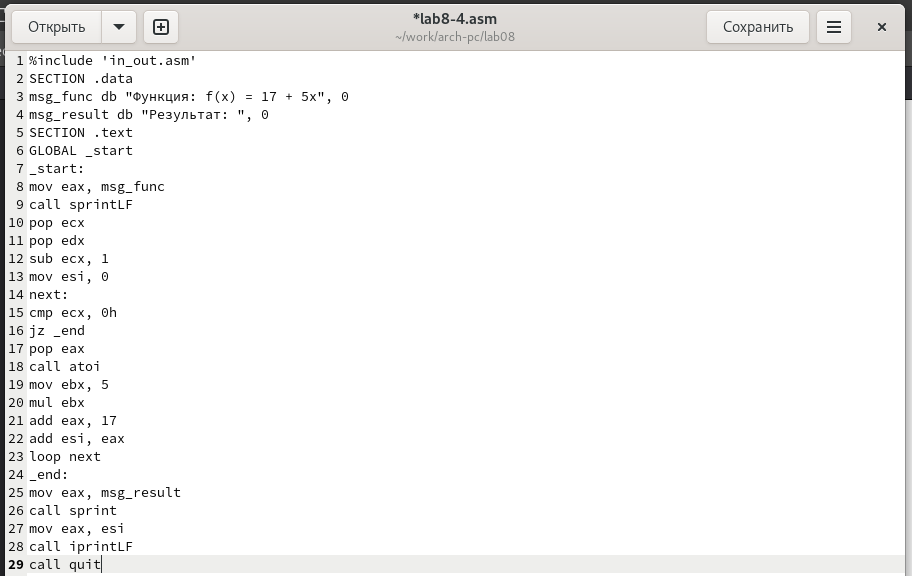 Открыть
*lab8-4.asm
~/work/arch-pc/lab08
Сохранить
1 %include 'in_out.asm'
2 SECTION .data
3 msg_func db "Функция: f(x) = 17 + 5x", 0
4 msg_result db "Результат: ", 0
5 SECTION .text
6 GLOBAL _start
7 _start:
8 mov eax, msg_func
9 call sprintLF
10 pop ecx
11 pop edx
12 sub ecx, 1
13 mov esi, 0
14 next:
15 cmp ecx, 0h
16 jz _end
17 pop eax
18 call atoi
19 mov ebx, 5
20 mul ebx
21 add eax, 17
22 add esi, eax
23 loop next
24 _end:
25 mov eax, msg_result
26 call sprint
27 mov eax, esi
28 call iprintLF
29 call quit